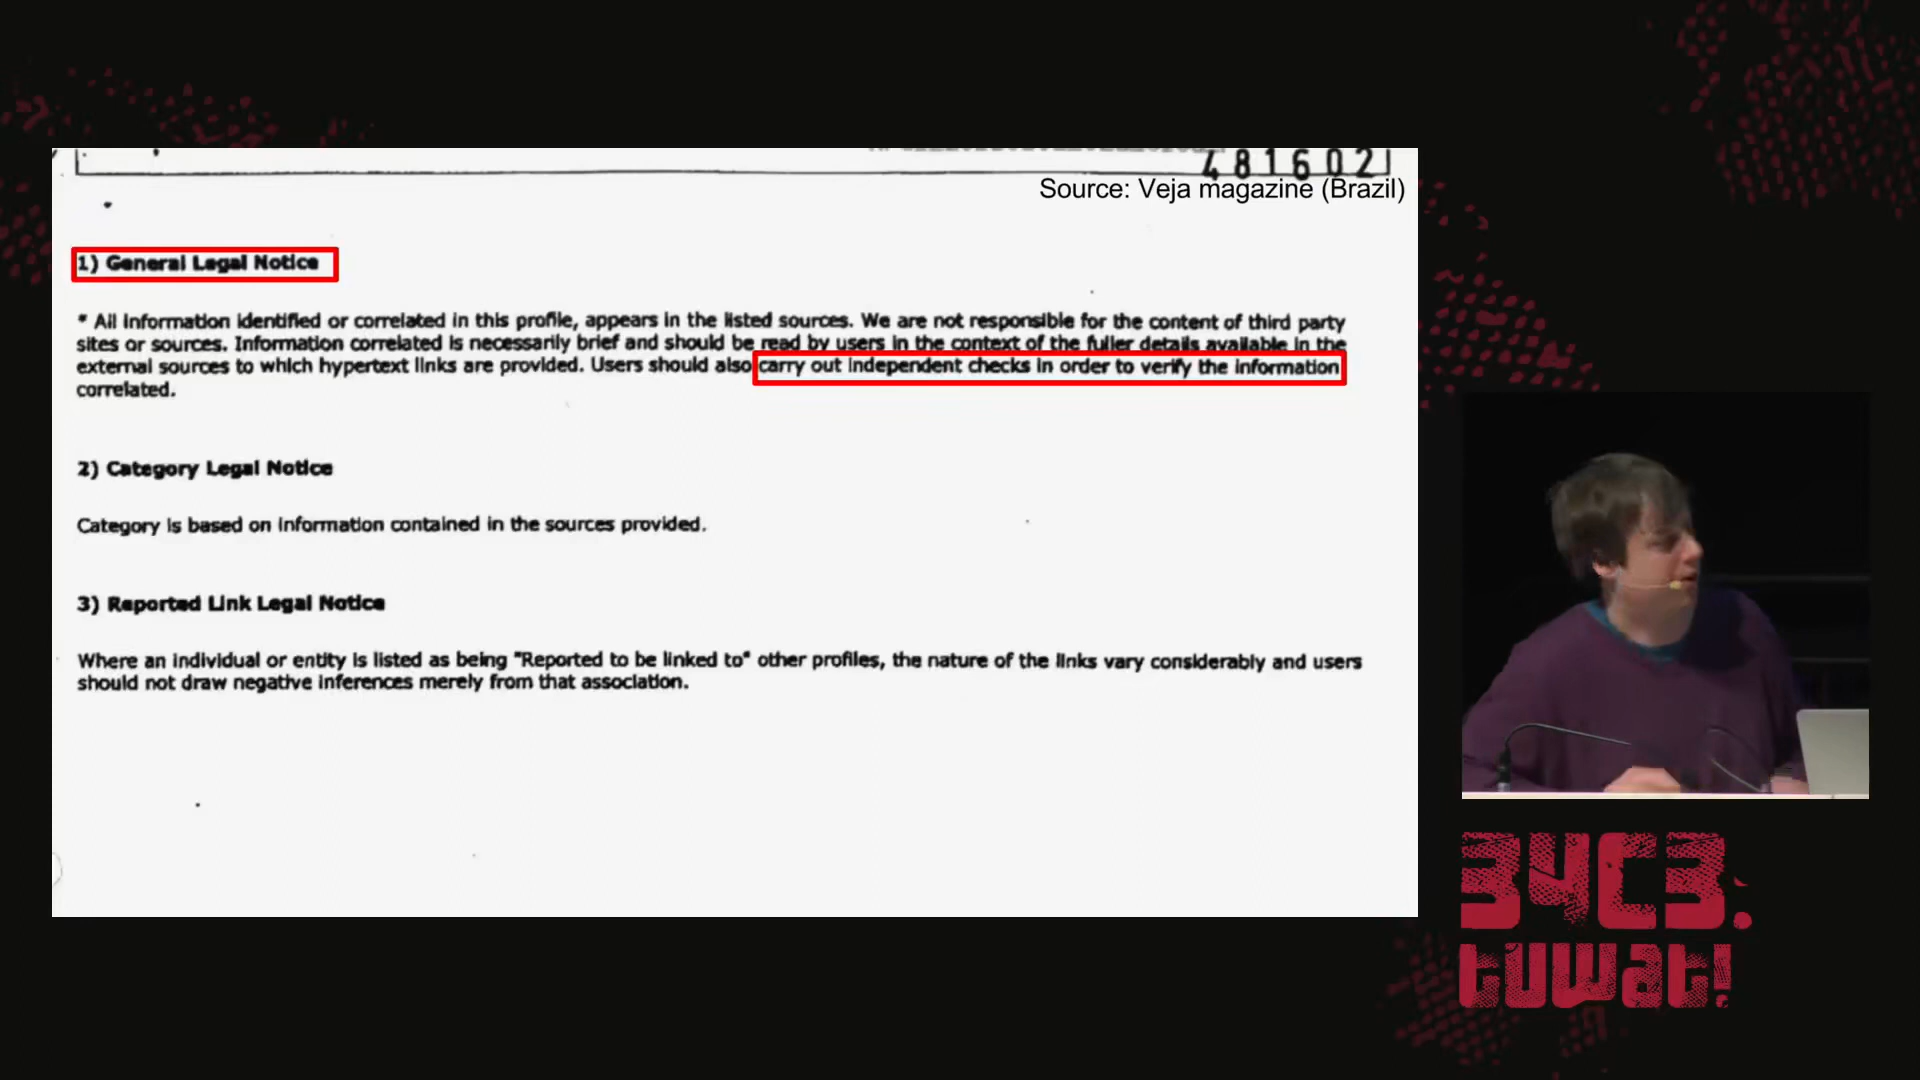 481602
Source: Veja magazine (Brazil)
1) General Legal Notice
* All information identified or correlated in this profile, appears in the listed sources. We are not responsible for the content of third party
sites or sources. Information correlated is necessarily brief and should be read by users in the context of the fuller details available in the
external sources to which hypertext links are provided. Users should also carry out independent checks in order to verify the information
correlated.
2) Category Legal Notice
Category is based on information contained in the sources provided.
3) Reported Link Legal Notice
Where an individual or entity is listed as being "Reported to be linked to" other profiles, the nature of the links vary considerably and users
should not draw negative inferences merely from that association.
34C3.
tuwat!